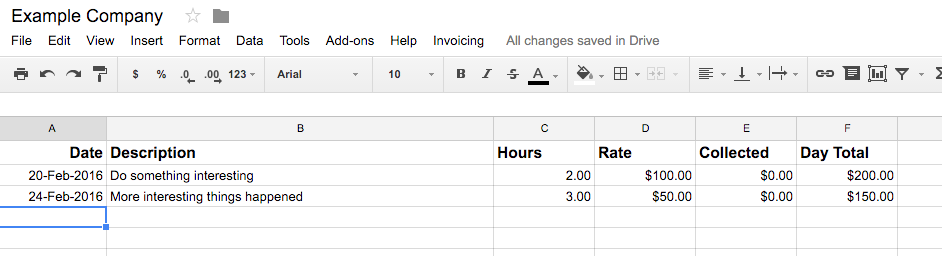 Example Company
File Edit View Insert Format Data Tools Add-ons Help Invoicing All changes saved in Drive
$ % .0 .00 123 Arial 10 B I S A Σ
A B C D E F
Date Description Hours Rate Collected Day Total
20-Feb-2016 Do something interesting 2.00 $100.00 $0.00 $200.00
24-Feb-2016 More interesting things happened 3.00 $50.00 $0.00 $150.00